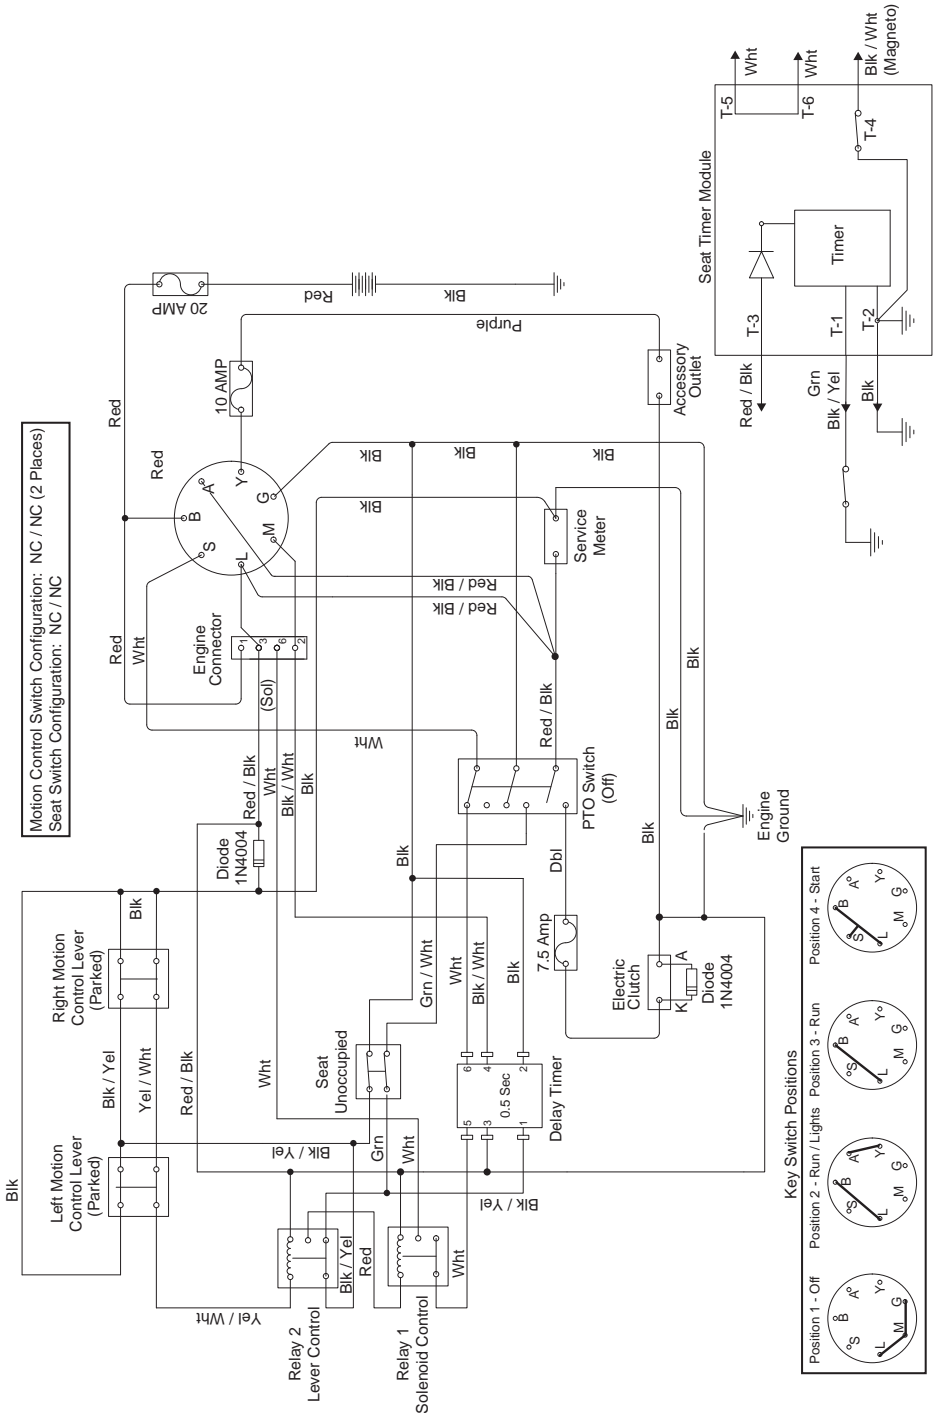 Motion Control Switch Configuration:  NC / NC (2 Places)
Seat Switch Configuration:  NC / NC
Blk
Left Motion
Control Lever
(Parked)
Right Motion
Control Lever
(Parked)
Blk / Yel
Yel / Wht
Blk
Red / Blk
Yel / Wht
Relay 2
Lever Control
Relay 1
Solenoid Control
Blk / Yel
Red
Blk / Yel
Wht
Wht
Grn
Wht
Blk / Yel
Seat
Unoccupied
Diode
1N4004
Red / Blk
Wht
Blk / Wht
Blk
(Sol)
Engine
Connector
1
3
6
2
Red
Wht
Red
Red
Wht
S
B
A
Y
G
M
L
10 AMP
20 AMP
Red
Blk
Purple
Blk
Blk
Blk
Blk
Red / Blk
Red / Blk
Service
Meter
Accessory
Outlet
Red / Blk
PTO Switch
(Off)
Blk
Grn / Wht
Wht
Blk / Wht
Blk
Dbl
7.5 Amp
5
3
1
0.5 Sec
6
4
2
Delay Timer
Electric
Clutch
K
A
Diode
1N4004
Blk
Blk
Blk
Engine
Ground
Seat Timer Module
T-5
T-6
T-4
T-3
T-1
T-2
Timer
Wht
Wht
Blk / Wht
(Magneto)
Red / Blk
Grn
Blk / Yel
Blk
Key Switch Positions
Position 1 - Off
S
B
A
Y
G
M
L
Position 2 - Run / Lights
S
B
A
Y
G
M
L
Position 3 - Run
S
B
A
Y
G
M
L
Position 4 - Start
S
B
A
Y
G
M
L